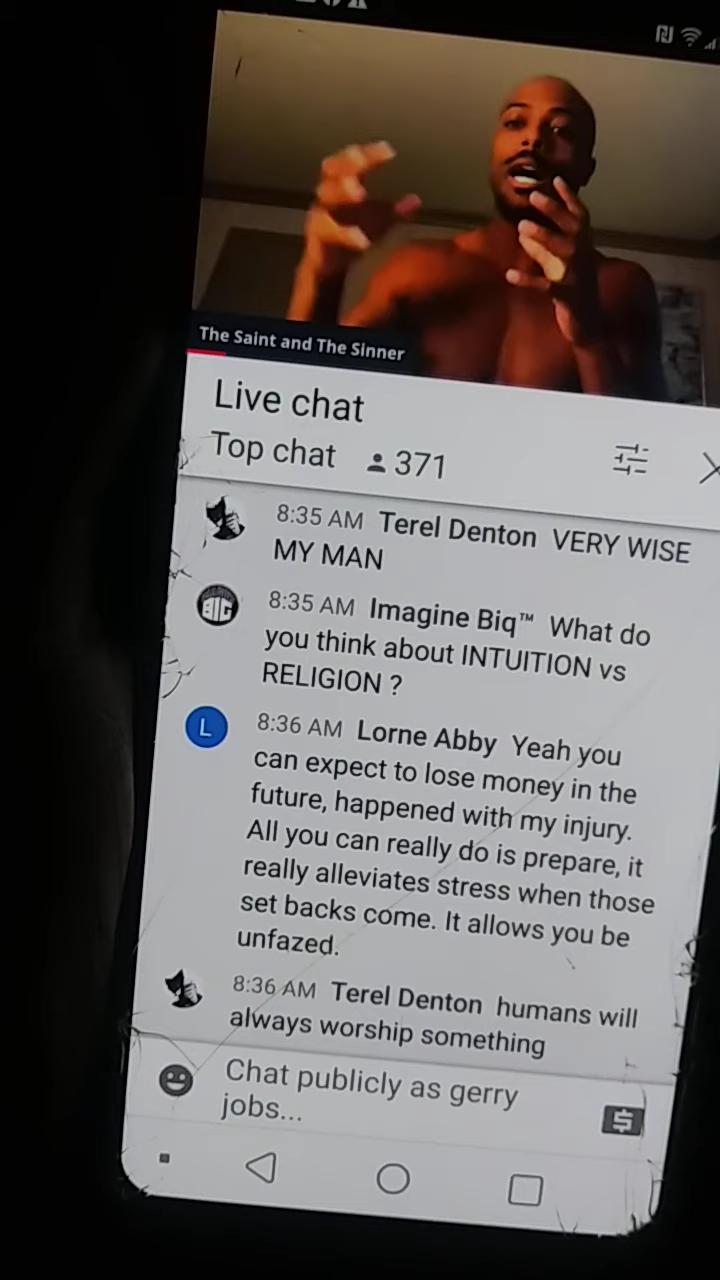 The Saint and The Sinner
Live chat
Top chat 371
8:35 AM Terel Denton VERY WISE
MY MAN
8:35 AM Imagine Biq™ What do
you think about INTUITION vs
RELIGION ?
BIG
L
8:36 AM Lorne Abby Yeah you
can expect to lose money in the
future, happened with my injury.
All you can really do is prepare, it
really alleviates stress when those
set backs come. It allows you be
unfazed.
8:36 AM Terel Denton humans will
always worship something
Chat publicly as gerry
jobs...